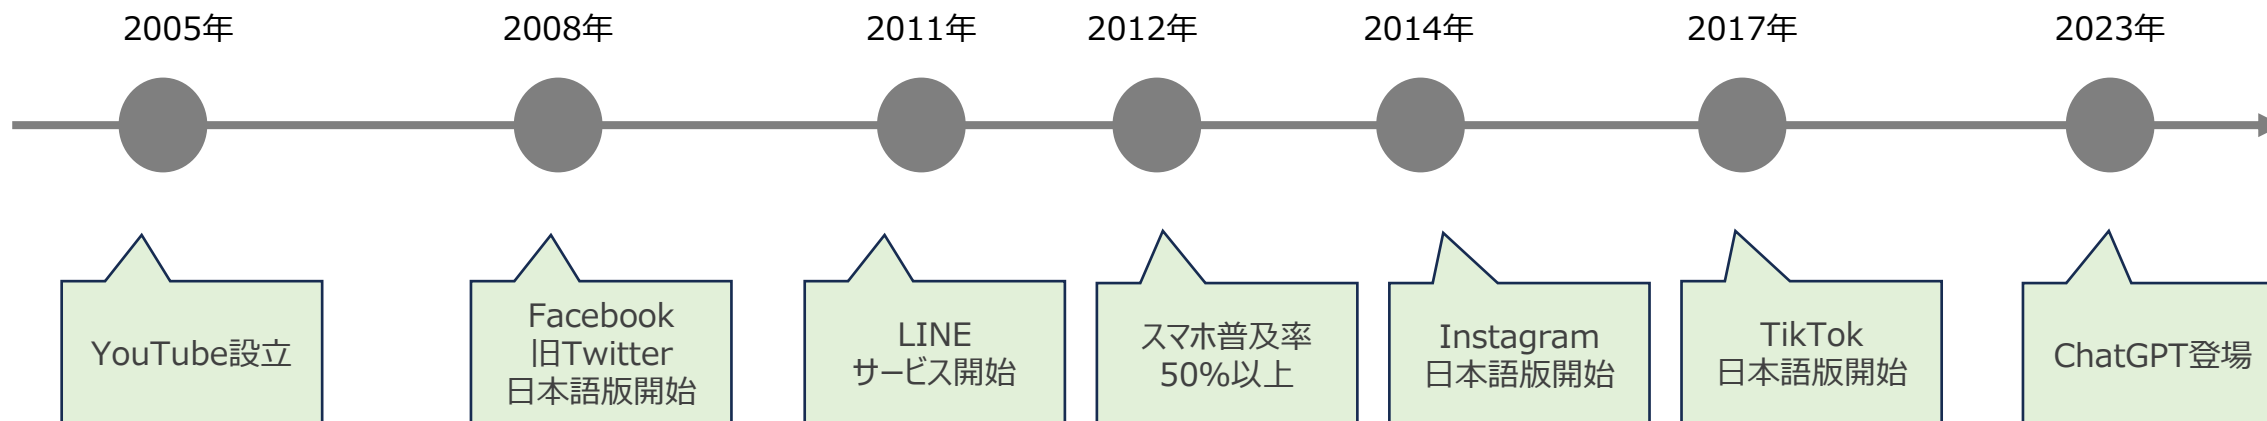 2005年
2008年
2011年
2012年
2014年
2017年
2023年
YouTube設立
Facebook
旧Twitter
日本語版開始
LINE
サービス開始
スマホ普及率
50%以上
Instagram
日本語版開始
TikTok
日本語版開始
ChatGPT登場